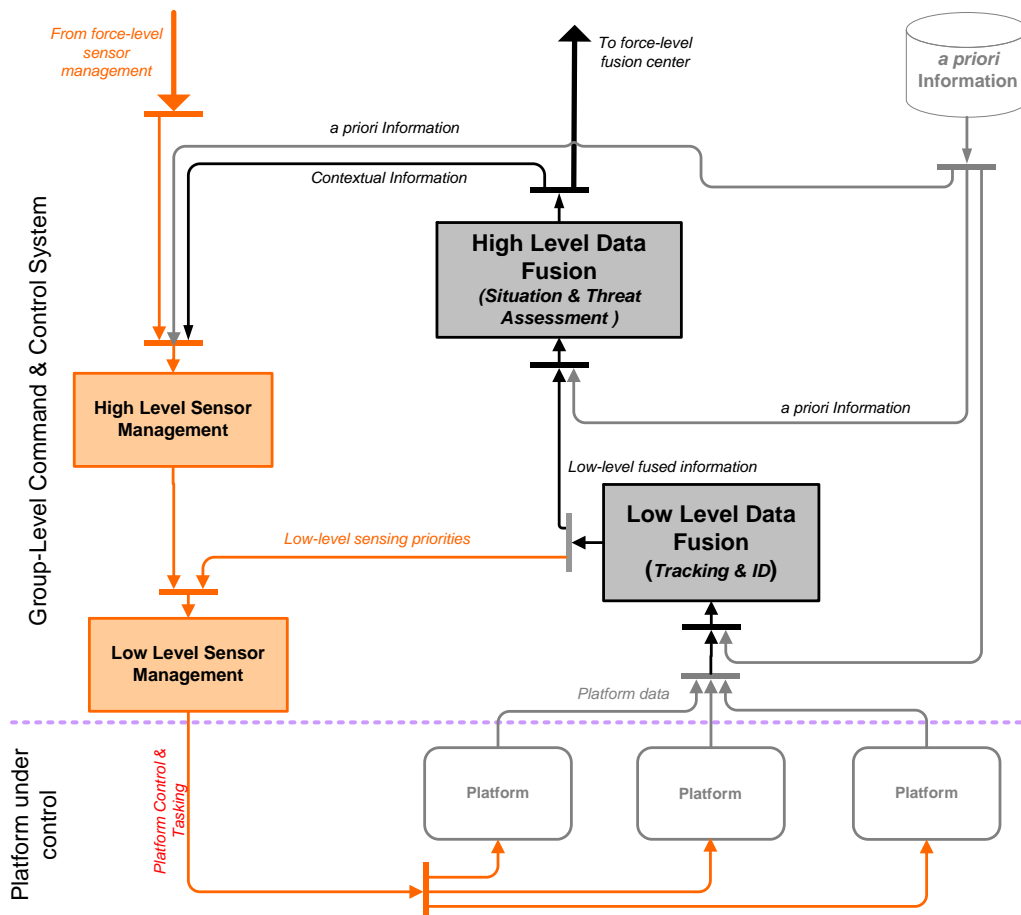 From force-level
sensor
management
To force-level
fusion center
a priori
Information
a priori Information
Contextual Information
High Level Data
Fusion
(Situation & Threat
Assessment )
Group-Level Command & Control System
High Level Sensor
Management
a priori Information
Low-level fused information
Low Level Data
Fusion
(Tracking & ID)
Low-level sensing priorities
Low Level Sensor
Management
Platform data
Platform under
control
Platform Control &
Tasking
Platform
Platform
Platform